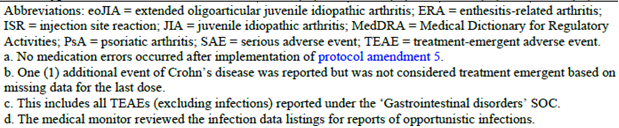 Abbreviations: eoJIA = extended oligoarticular juvenile idiopathic arthritis; ERA = enthesitis-related arthritis;
ISR = injection site reaction; JIA = juvenile idiopathic arthritis; MedDRA = Medical Dictionary for Regulatory
Activities; PsA = psoriatic arthritis; SAE = serious adverse event; TEAE = treatment-emergent adverse event.
a. No medication errors occurred after implementation of protocol amendment 5.
b. One (1) additional event of Crohn's disease was reported but was not considered treatment emergent based on
missing data for the last dose.
c. This includes all TEAEs (excluding infections) reported under the 'Gastrointestinal disorders' SOC.
d. The medical monitor reviewed the infection data listings for reports of opportunistic infections.